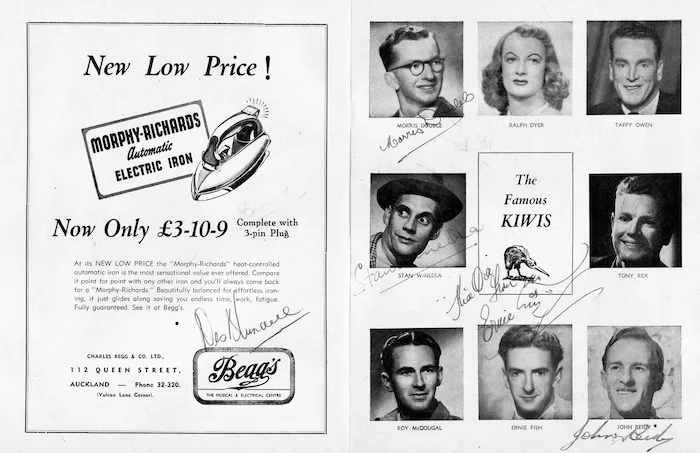 New Low Price !
MORPHY-RICHARDS
Automatic
ELECTRIC IRON
Now Only £3-10-9
Complete with
3-pin Plug
At its NEW LOW PRICE the "Morphy-Richards" heat-controlled
automatic iron is the most sensational value ever offered. Compare
it point for point with any other iron and you'll always come back
for a "Morphy-Richards." Beautifully balanced for effortless iron-
ing, it just glides along saving you endless time, work, fatigue.
Fully guaranteed. See it at Begg's.
CHARLES BEGG & CO. LTD.,
112 QUEEN STREET,
AUCKLAND — Phone 32-320.
(Vulcan Lane Corner).
Begg's
THE MUSICAL & ELECTRICAL CENTRE
MORRIS DOUBLE
RALPH DYER
TAFFY OWEN
Morris Double
The
Famous
KIWIS
STAN WINEERA
TONY REX
Stan Wineera
ROY McDOUGAL
ERNIE FISH
JOHN REIDY
John Reidy